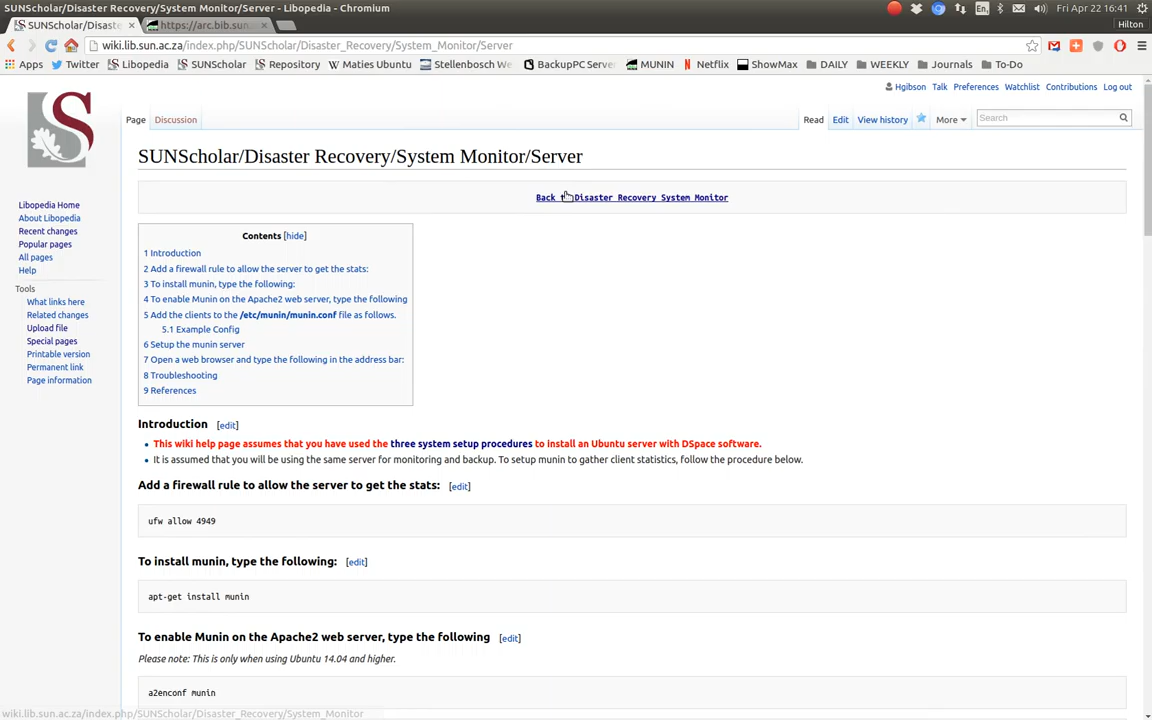 SUNScholar/Disaster Recovery/System Monitor/Server - Libopedia - Chromium
En
Fri Apr 22 16:41
SUNScholar/Disast
https://arc.bib.sun
Hilton
wiki.lib.sun.ac.za/index.php/SUNScholar/Disaster_Recovery/System_Monitor/Server
Apps Twitter Libopedia SUNScholar Repository Maties Ubuntu Stellenbosch We BackupPC Serve MUNIN Netflix ShowMax DAILY WEEKLY Journals To-Do
Hgibson Talk Preferences Watchlist Contributions Log out
Page Discussion Read Edit View history More Search
SUNScholar/Disaster Recovery/System Monitor/Server
Back Disaster Recovery System Monitor
Libopedia Home
About Libopedia
Recent changes
Popular pages
All pages
Help
Tools
What links here
Related changes
Upload file
Special pages
Printable version
Permanent link
Page information
Contents [hide]
1 Introduction
2 Add a firewall rule to allow the server to get the stats:
3 To install munin, type the following:
4 To enable Munin on the Apache2 web server, type the following
5 Add the clients to the /etc/munin/munin.conf file as follows.
5.1 Example Config
6 Setup the munin server
7 Open a web browser and type the following in the address bar:
8 Troubleshooting
9 References
Introduction [edit]
This wiki help page assumes that you have used the three system setup procedures to install an Ubuntu server with DSpace software.
It is assumed that you will be using the same server for monitoring and backup. To setup munin to gather client statistics, follow the procedure below.
Add a firewall rule to allow the server to get the stats: [edit]
ufw allow 4949
To install munin, type the following: [edit]
apt-get install munin
To enable Munin on the Apache2 web server, type the following [edit]
Please note: This is only when using Ubuntu 14.04 and higher.
a2enconf munin
wiki.lib.sun.ac.za/index.php/SUNScholar/Disaster_Recovery/System_Monitor